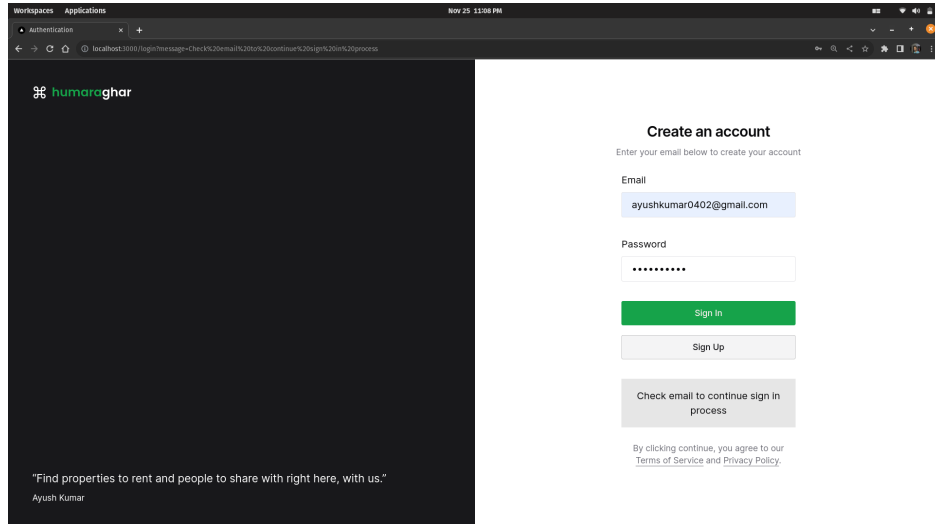 Workspaces Applications
Nov 25 11:08 PM
Authentication
localhost:3000/login?message=Check%20email%20to%20continue%20sign%20in%20process
humaraghar
Create an account
Enter your email below to create your account
Email
ayushkumar0402@gmail.com
Password
••••••••••
Sign In
Sign Up
Check email to continue sign in
process
By clicking continue, you agree to our
Terms of Service and Privacy Policy.
“Find properties to rent and people to share with right here, with us.”
Ayush Kumar